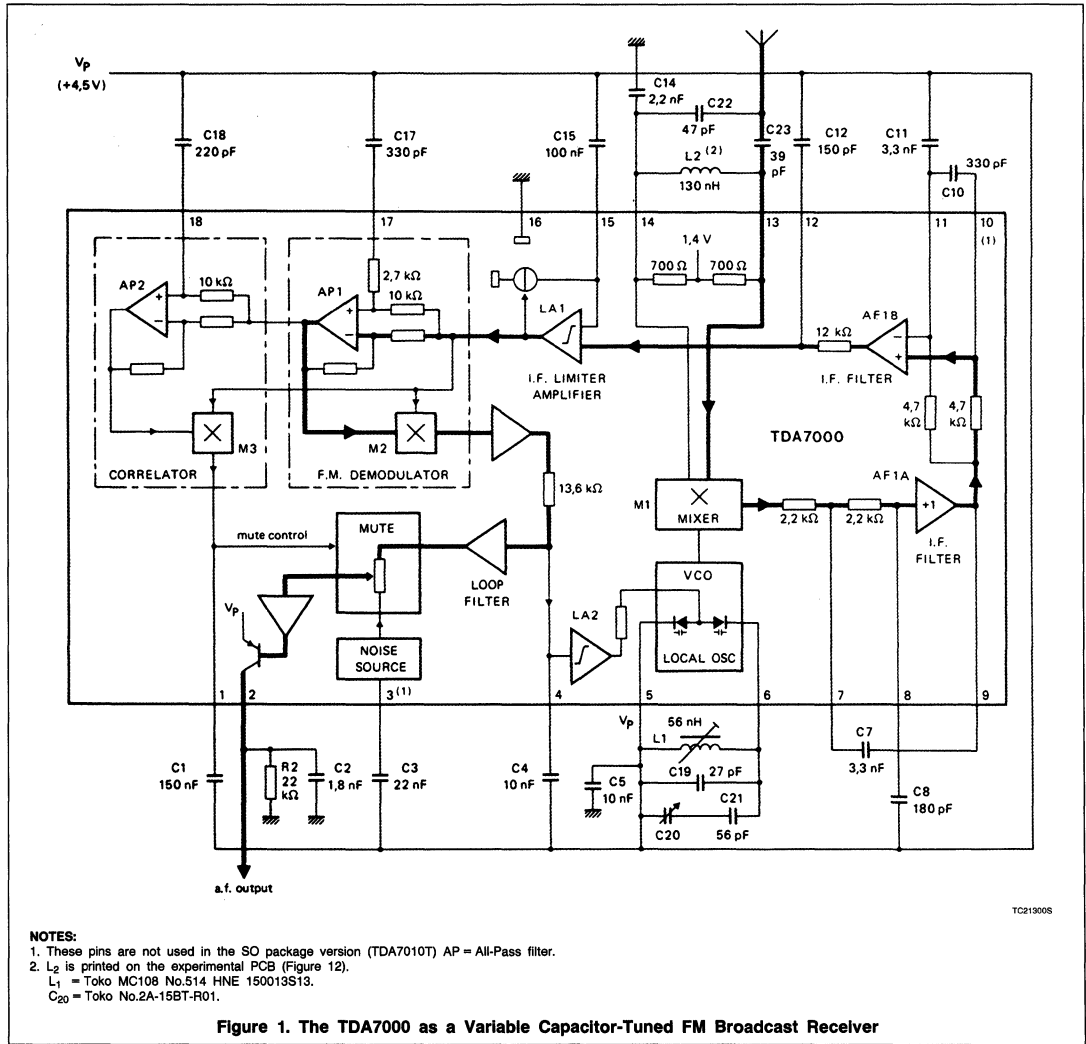 VP
(+4,5V)
C18
220 pF
C17
330 pF
C15
100 nF
C14
2,2 nF
C22
47 pF
C23
39
pF
L2 (2)
130 nH
C12
150 pF
C11
3,3 nF
330 pF
C10
18
17
16
15
14
13
12
11
10
(1)
AP2
10 kΩ
CORRELATOR
M3
2,7 kΩ
AP1
10 kΩ
M2
F.M. DEMODULATOR
LA1
I.F. LIMITER
AMPLIFIER
1,4 V
700 Ω
700 Ω
12 kΩ
AF1B
I.F. FILTER
4,7
kΩ
4,7
kΩ
TDA7000
AF1A
+1
I.F.
FILTER
M1
MIXER
2,2 kΩ
2,2 kΩ
13,6 kΩ
mute control
MUTE
LOOP
FILTER
VP
NOISE
SOURCE
LA2
VCO
LOCAL OSC
1
2
3 (1)
4
5
6
7
8
9
C1
150 nF
R2
22
kΩ
C2
1,8 nF
C3
22 nF
C4
10 nF
VP
56 nH
L1
C5
10 nF
C19
27 pF
C20
C21
56 pF
C7
3,3 nF
C8
180 pF
a.f. output
TC21300S
NOTES:
1. These pins are not used in the SO package version (TDA7010T) AP = All-Pass filter.
2. L2 is printed on the experimental PCB (Figure 12).
L1 = Toko MC108 No.514 HNE 150013S13.
C20 = Toko No.2A-15BT-R01.
Figure 1. The TDA7000 as a Variable Capacitor-Tuned FM Broadcast Receiver